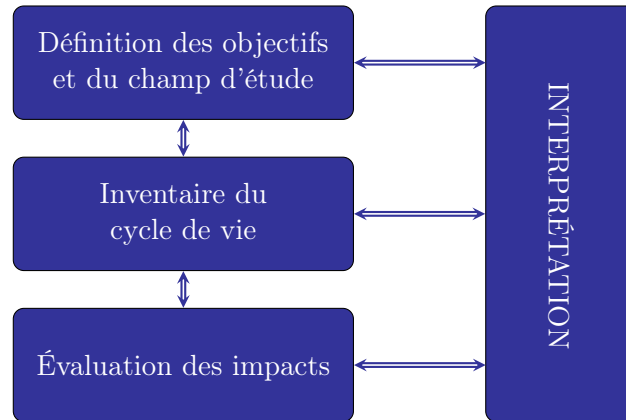 Définition des objectifs
et du champ d'étude
Inventaire du
cycle de vie
Évaluation des impacts
INTERPRÉTATION